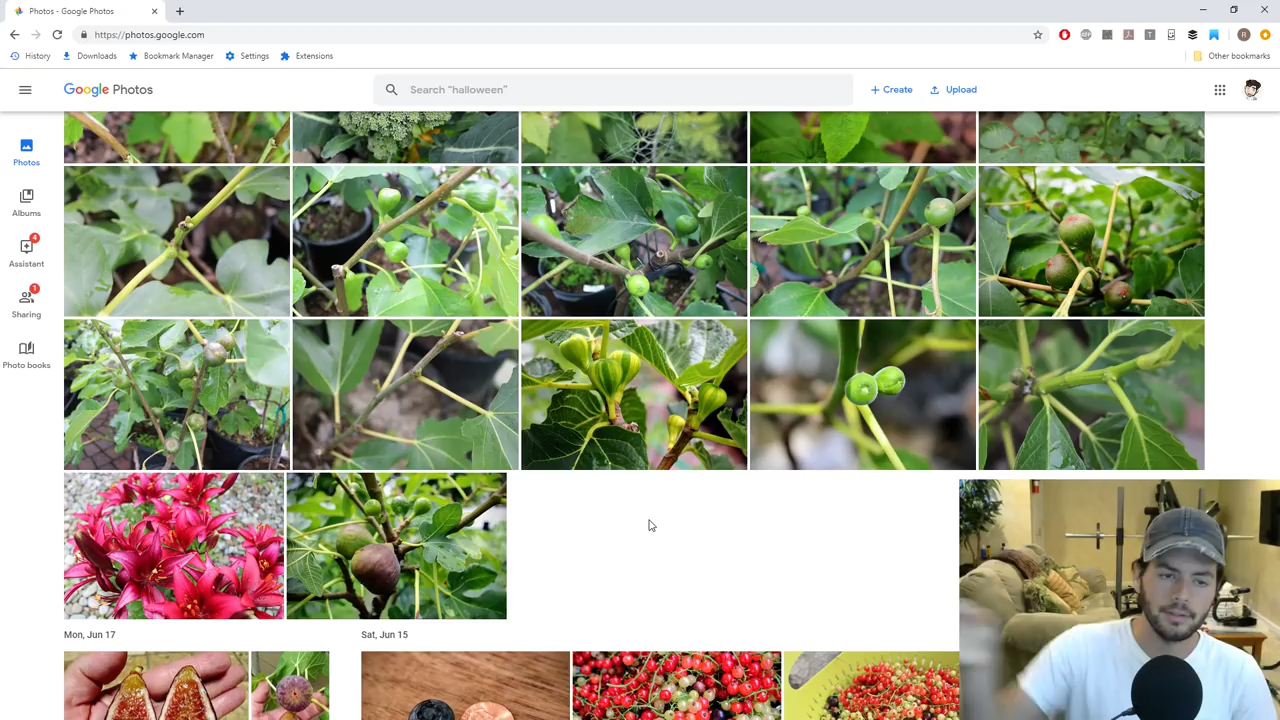 Photos - Google Photos
https://photos.google.com
R
History
Downloads
Bookmark Manager
Settings
Extensions
Other bookmarks
Google Photos
Search "halloween"
+ Create
Upload
Photos
Albums
4
Assistant
1
Sharing
Photo books
Mon, Jun 17
Sat, Jun 15